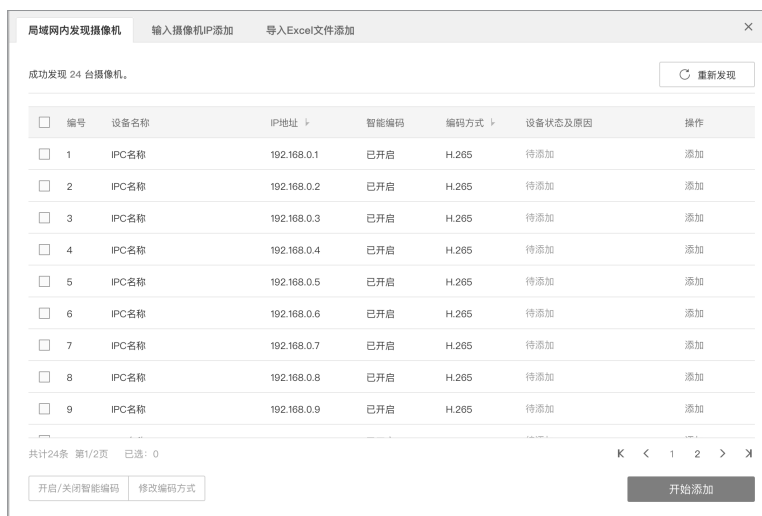 局域网内发现摄像机 输入摄像机IP添加 导入Excel文件添加
成功发现 24 台摄像机。 重新发现
编号 设备名称 IP地址 智能编码 编码方式 设备状态及原因 操作
1 IPC名称 192.168.0.1 已开启 H.265 待添加 添加
2 IPC名称 192.168.0.2 已开启 H.265 待添加 添加
3 IPC名称 192.168.0.3 已开启 H.265 待添加 添加
4 IPC名称 192.168.0.4 已开启 H.265 待添加 添加
5 IPC名称 192.168.0.5 已开启 H.265 待添加 添加
6 IPC名称 192.168.0.6 已开启 H.265 待添加 添加
7 IPC名称 192.168.0.7 已开启 H.265 待添加 添加
8 IPC名称 192.168.0.8 已开启 H.265 待添加 添加
9 IPC名称 192.168.0.9 已开启 H.265 待添加 添加
共计24条 第1/2页 已选：0 1 2
开启/关闭智能编码 修改编码方式 开始添加